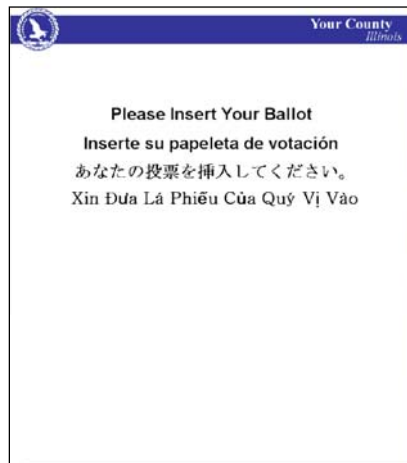 Your County
Illinois
Please Insert Your Ballot
Inserte su papeleta de votación
あなたの投票を挿入してください。
Xin Đưa Lá Phiếu Của Quý Vị Vào